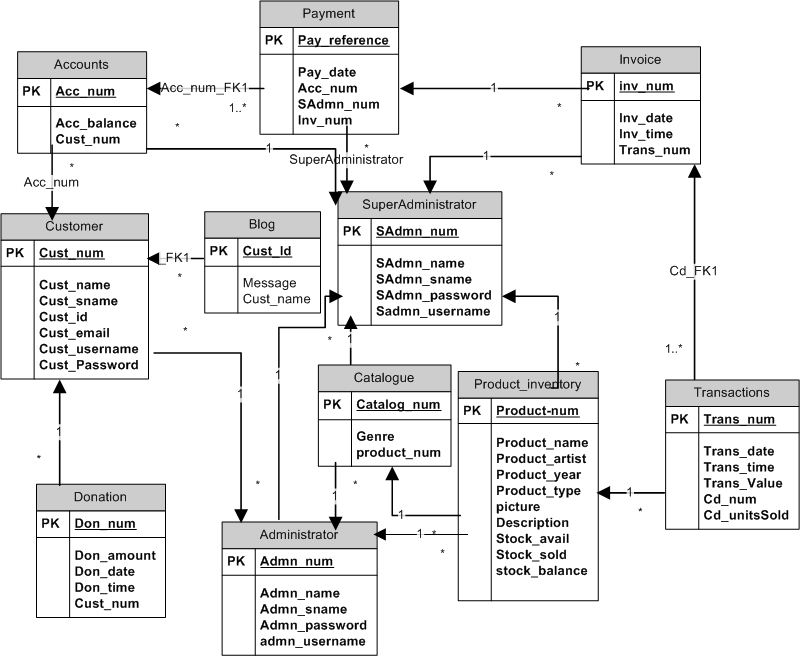 Payment
PK Pay_reference
Pay_date
Acc_num
SAdmn_num
Inv_num
Accounts
PK Acc_num
Acc_balance
Cust_num
Invoice
PK inv_num
Inv_date
Inv_time
Trans_num
Acc_num_FK1
1..*
1
*
*
*
1
SuperAdministrator
1
*
*
Acc_num
Customer
PK Cust_num
Cust_name
Cust_sname
Cust_id
Cust_email
Cust_username
Cust_Password
Blog
PK Cust_Id
Message
Cust_name
_FK1
*
SuperAdministrator
PK SAdmn_num
SAdmn_name
SAdmn_sname
SAdmn_password
Sadmn_username
Cd_FK1
1..*
*
1
*
1
*
1
1
1
*
Catalogue
PK Catalog_num
Genre
product_num
Product_inventory
PK Product-num
Product_name
Product_artist
Product_year
Product_type
picture
Description
Stock_avail
Stock_sold
stock_balance
Transactions
PK Trans_num
Trans_date
Trans_time
Trans_Value
Cd_num
Cd_unitsSold
1
*
*
*
1
1
1
*
*
Donation
PK Don_num
Don_amount
Don_date
Don_time
Cust_num
Administrator
PK Admn_num
Admn_name
Admn_sname
Admn_password
admn_username